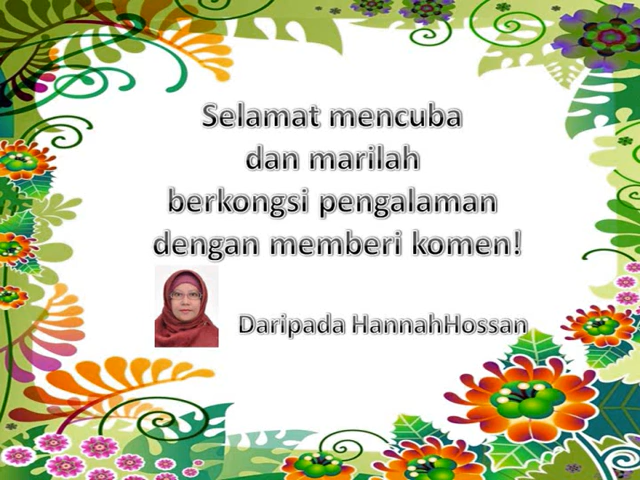 Selamat mencuba
dan marilah
berkongsi pengalaman
dengan memberi komen!
Daripada HannahHossan